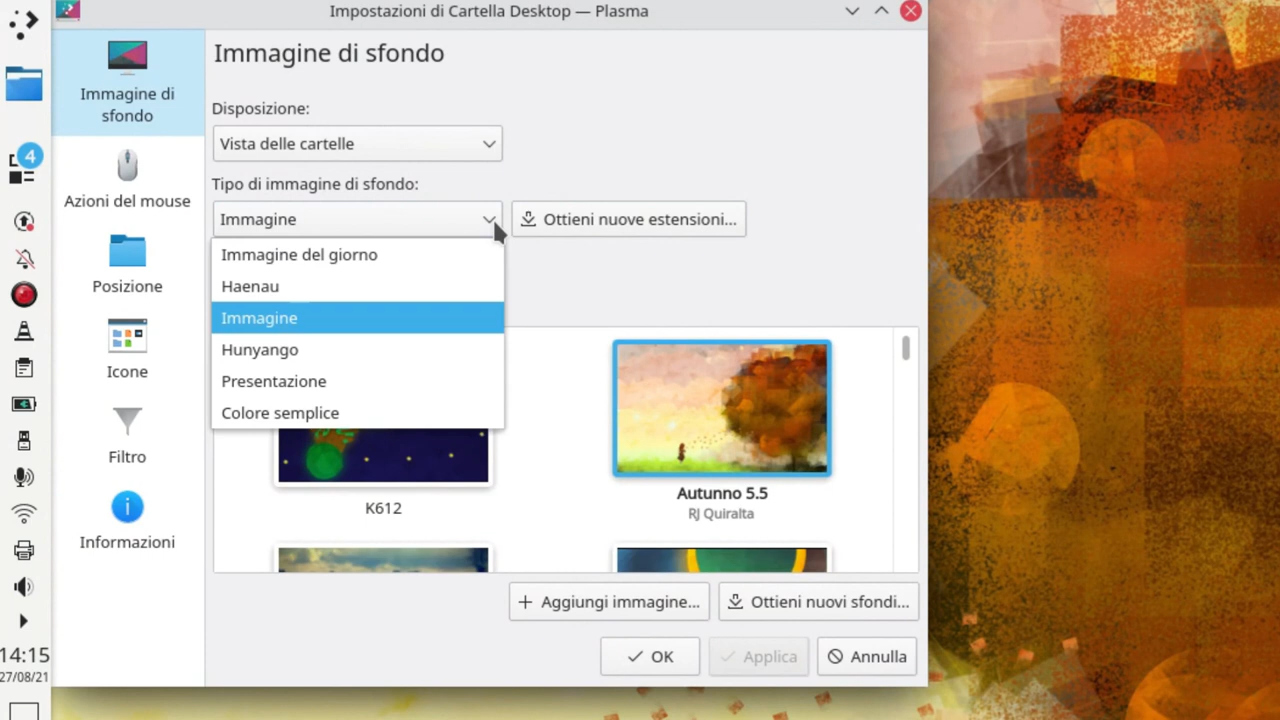 Impostazioni di Cartella Desktop — Plasma
Immagine di sfondo
Azioni del mouse
Posizione
Icone
Filtro
Informazioni
Immagine di sfondo
Disposizione:
Vista delle cartelle
Tipo di immagine di sfondo:
Immagine
Ottieni nuove estensioni...
Immagine del giorno
Haenau
Immagine
Hunyango
Presentazione
Colore semplice
K612
Autunno 5.5
RJ Quiralta
Aggiungi immagine...
Ottieni nuovi sfondi...
OK
Applica
Annulla
4
14:15
27/08/21